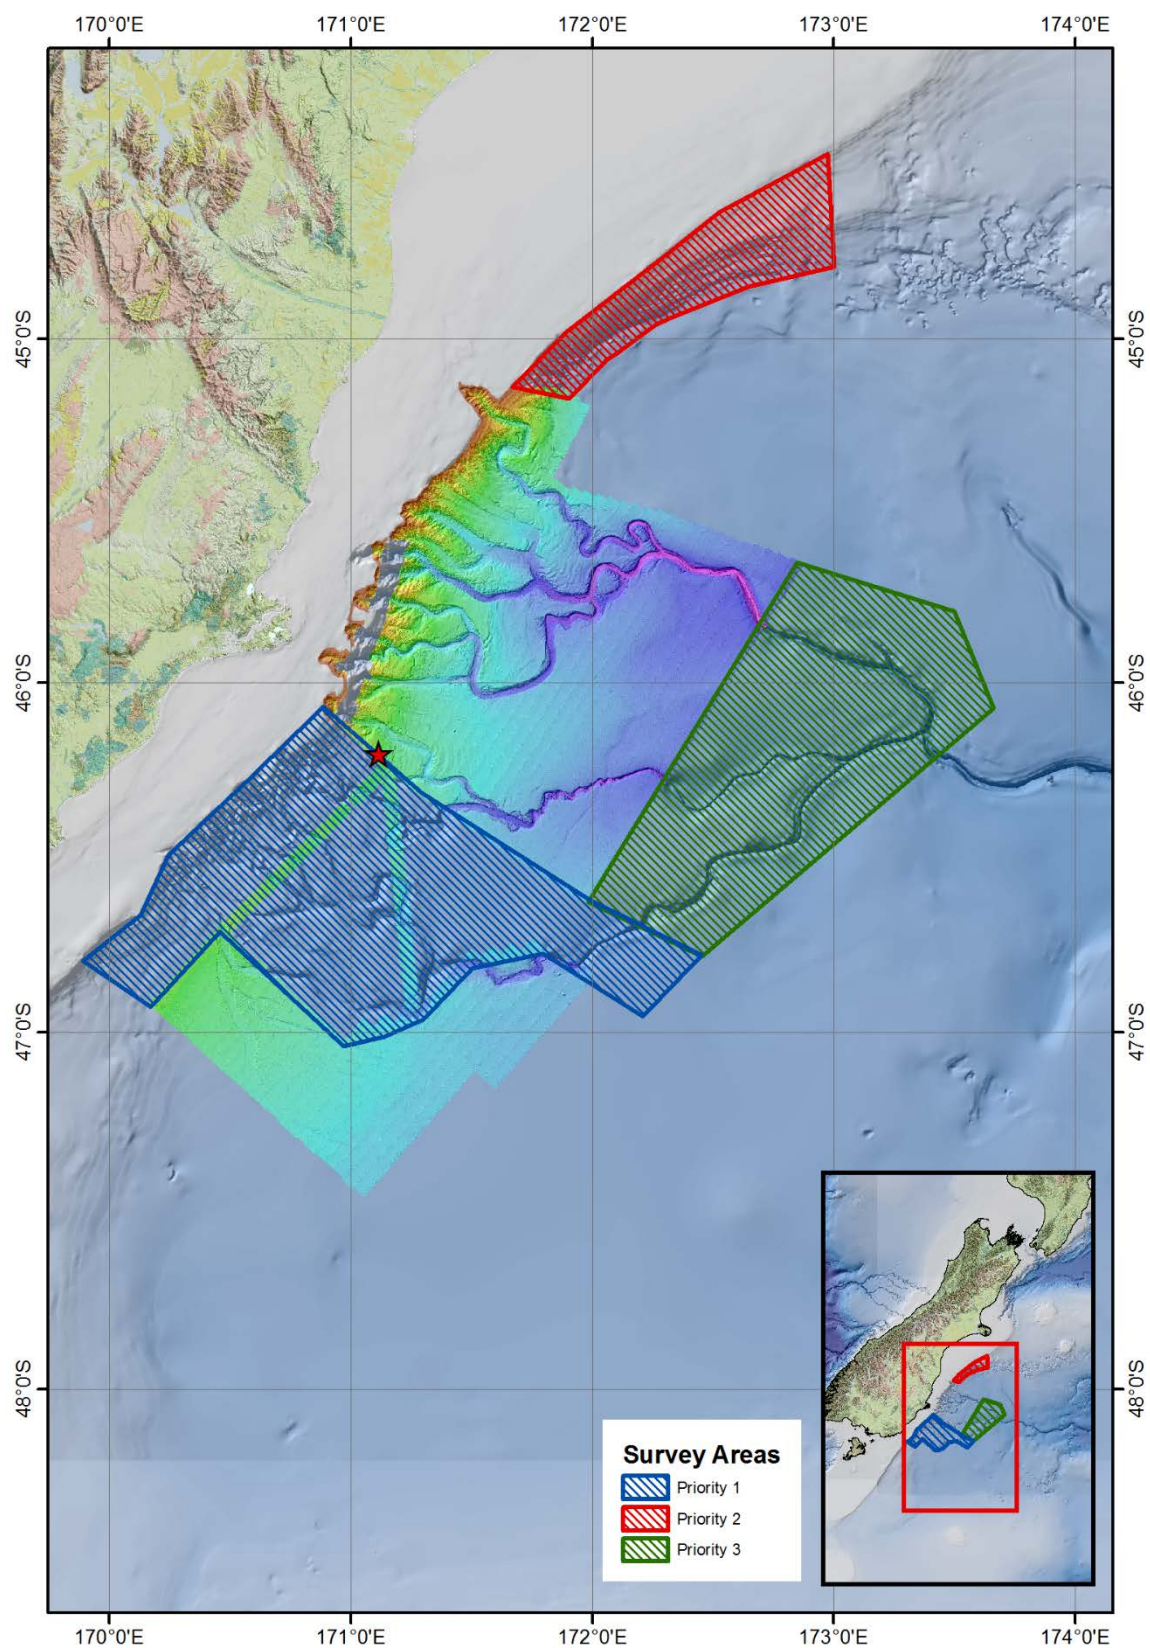 170°0'E 171°0'E 172°0'E 173°0'E 174°0'E
45°0'S 45°0'S
46°0'S 46°0'S
47°0'S 47°0'S
48°0'S 48°0'S
Survey Areas
Priority 1
Priority 2
Priority 3
170°0'E 171°0'E 172°0'E 173°0'E 174°0'E